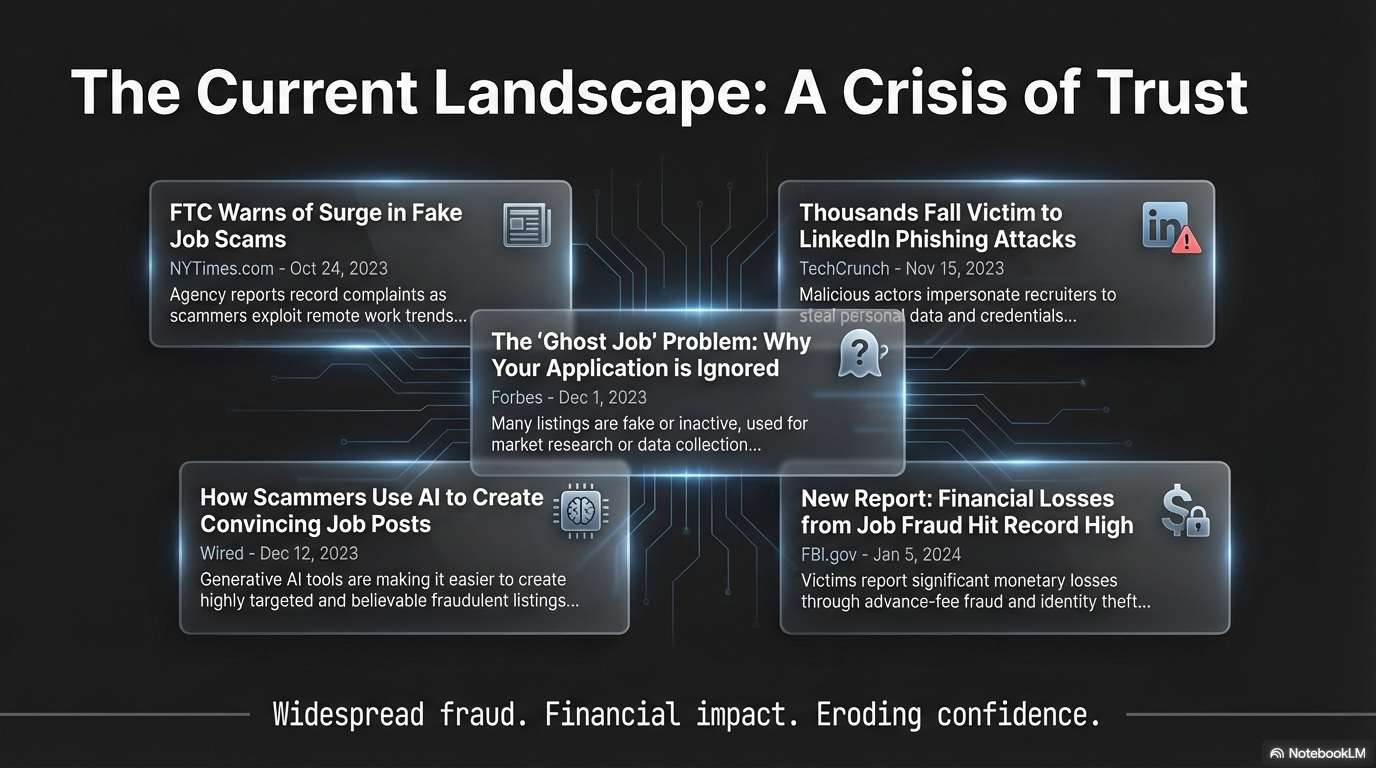 The Current Landscape: A Crisis of Trust
FTC Warns of Surge in Fake
Job Scams
NYTimes.com - Oct 24, 2023
Agency reports record complaints as
scammers exploit remote work trends...
Thousands Fall Victim to
LinkedIn Phishing Attacks
TechCrunch - Nov 15, 2023
Malicious actors impersonate recruiters to
steal personal data and credentials...
in
!
The ‘Ghost Job’ Problem: Why
Your Application is Ignored
Forbes - Dec 1, 2023
Many listings are fake or inactive, used for
market research or data collection...
?
How Scammers Use AI to Create
Convincing Job Posts
Wired - Dec 12, 2023
Generative AI tools are making it easier to create
highly targeted and believable fraudulent listings...
New Report: Financial Losses
from Job Fraud Hit Record High
FBI.gov - Jan 5, 2024
Victims report significant monetary losses
through advance-fee fraud and identity theft...
$
Widespread fraud. Financial impact. Eroding confidence.
NotebookLM